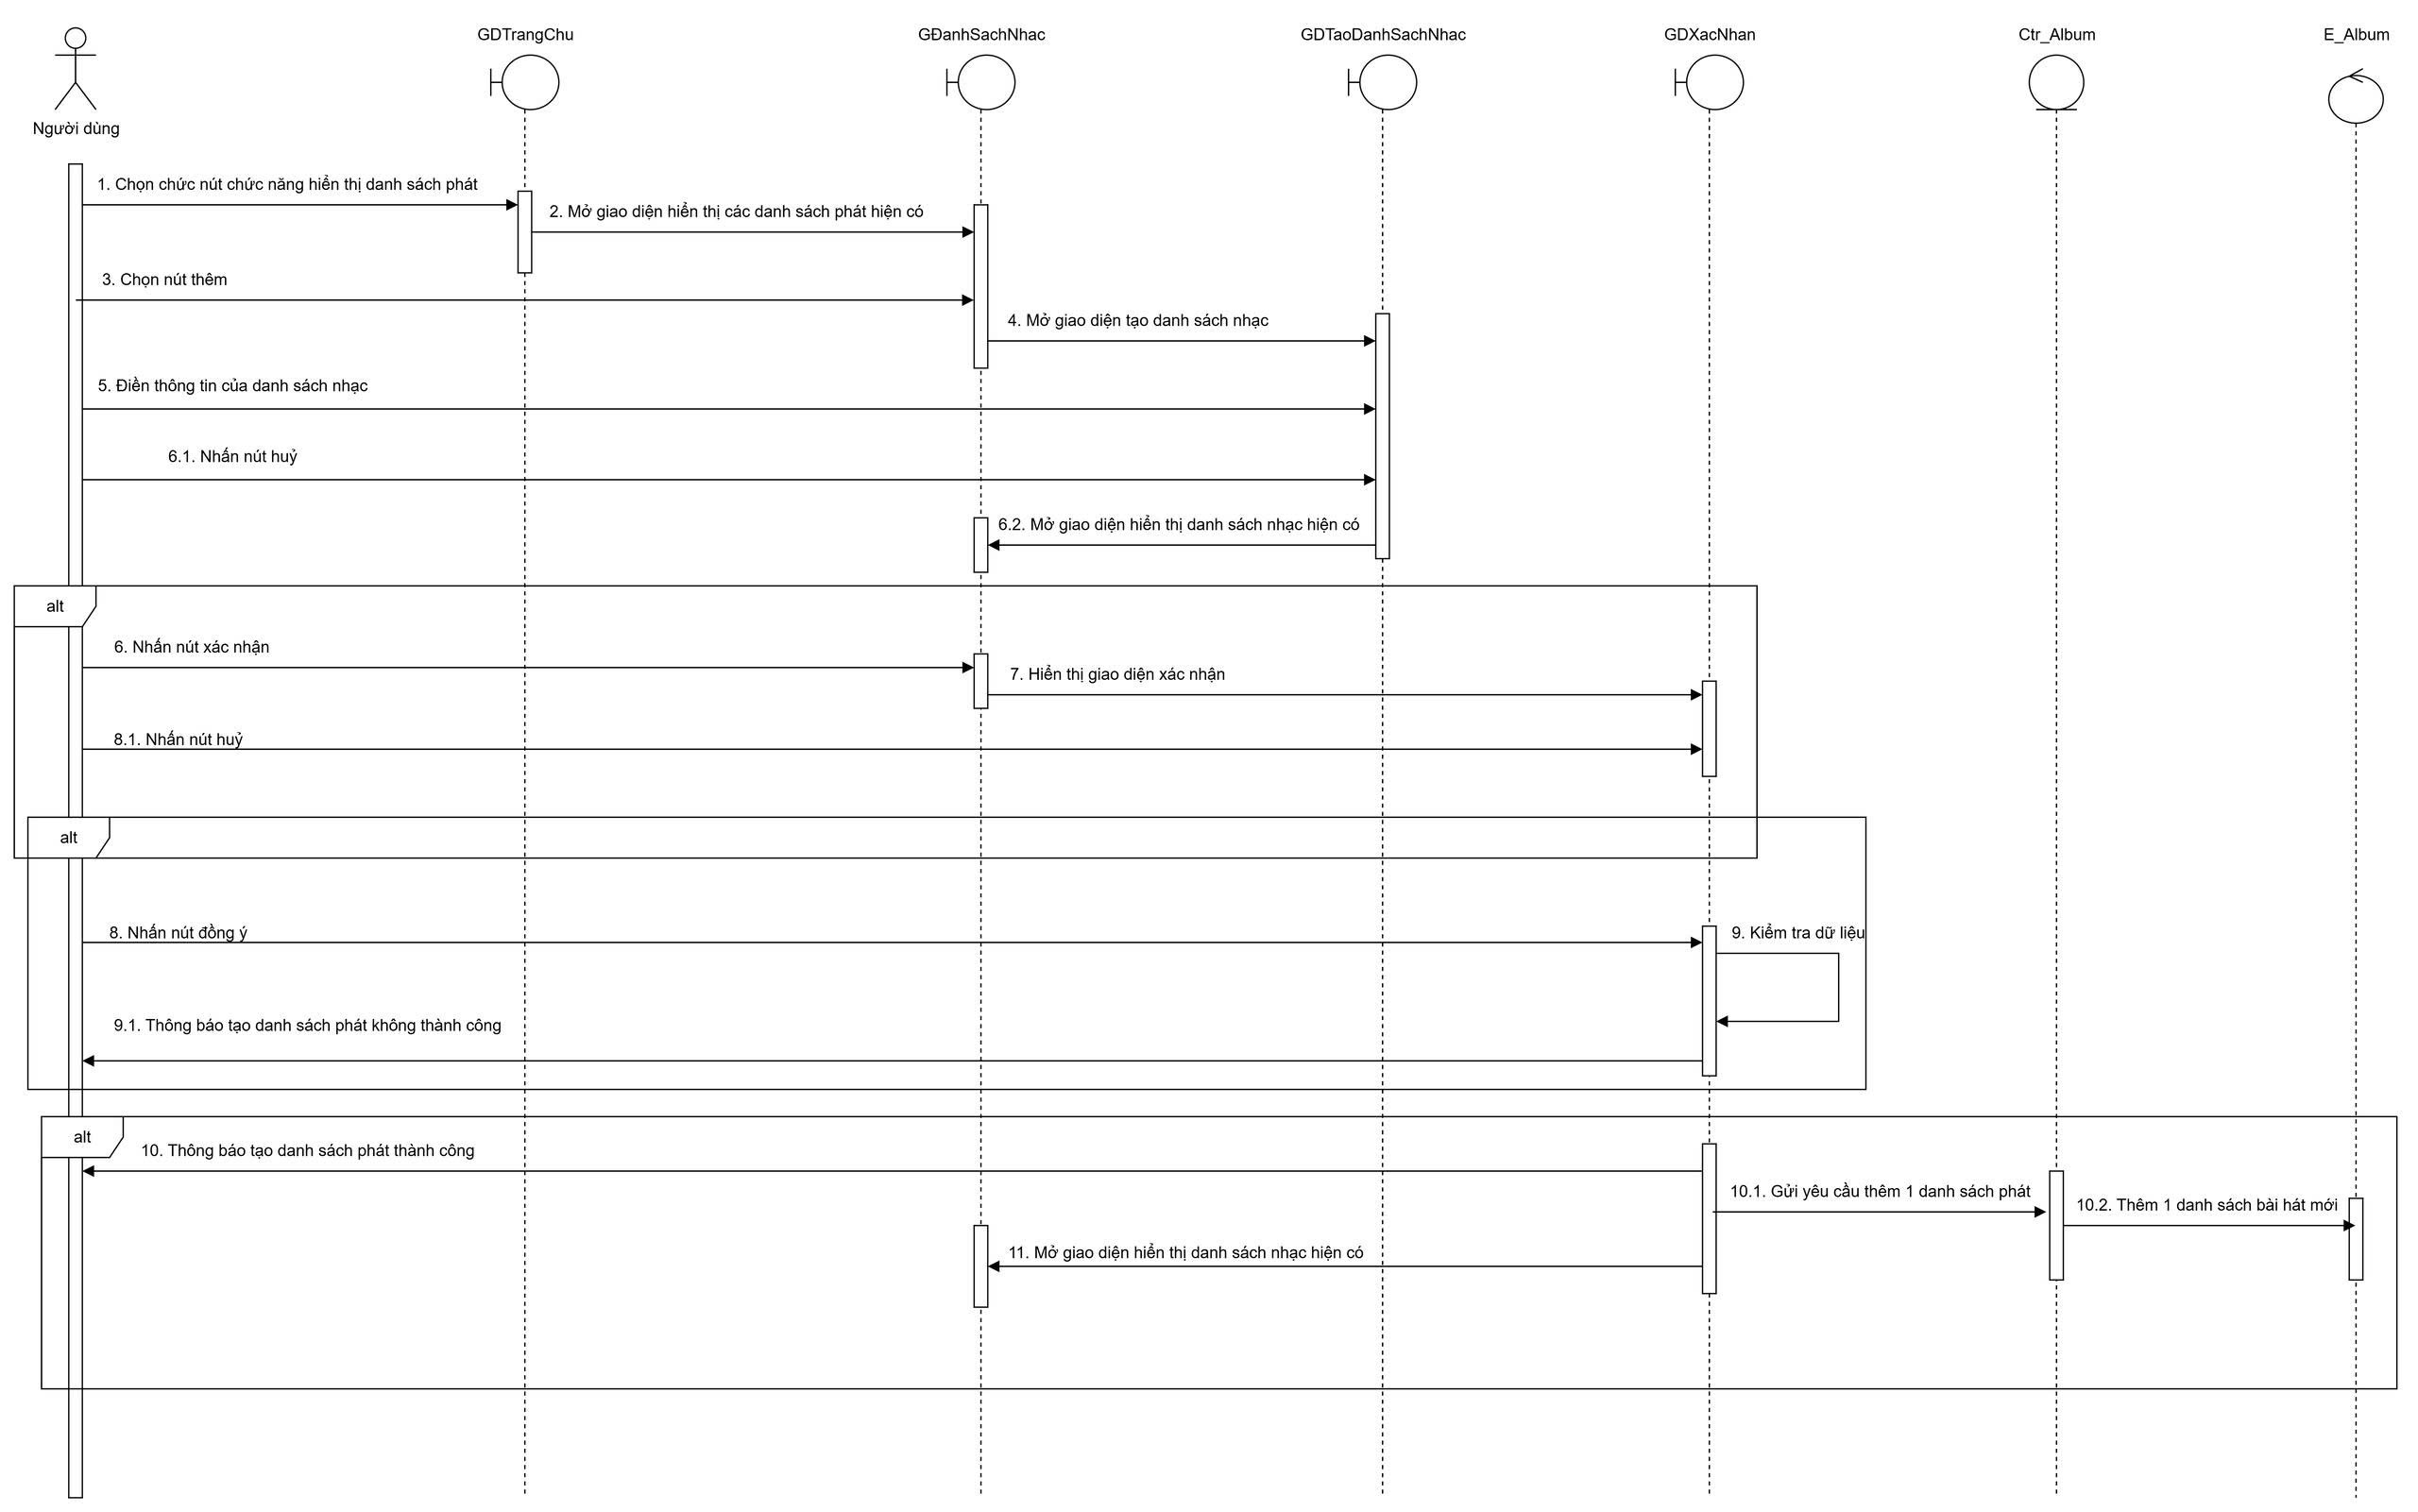 GDTrangChu
GĐanhSachNhac
GDTaoDanhSachNhac
GDXacNhan
Ctr_Album
E_Album
Người dùng
1. Chọn chức nút chức năng hiển thị danh sách phát
2. Mở giao diện hiển thị các danh sách phát hiện có
3. Chọn nút thêm
4. Mở giao diện tạo danh sách nhạc
5. Điền thông tin của danh sách nhạc
6.1. Nhấn nút huỷ
6.2. Mở giao diện hiển thị danh sách nhạc hiện có
alt
6. Nhấn nút xác nhận
7. Hiển thị giao diện xác nhận
8.1. Nhấn nút huỷ
alt
8. Nhấn nút đồng ý
9. Kiểm tra dữ liệu
9.1. Thông báo tạo danh sách phát không thành công
alt
10. Thông báo tạo danh sách phát thành công
10.1. Gửi yêu cầu thêm 1 danh sách phát
10.2. Thêm 1 danh sách bài hát mới
11. Mở giao diện hiển thị danh sách nhạc hiện có